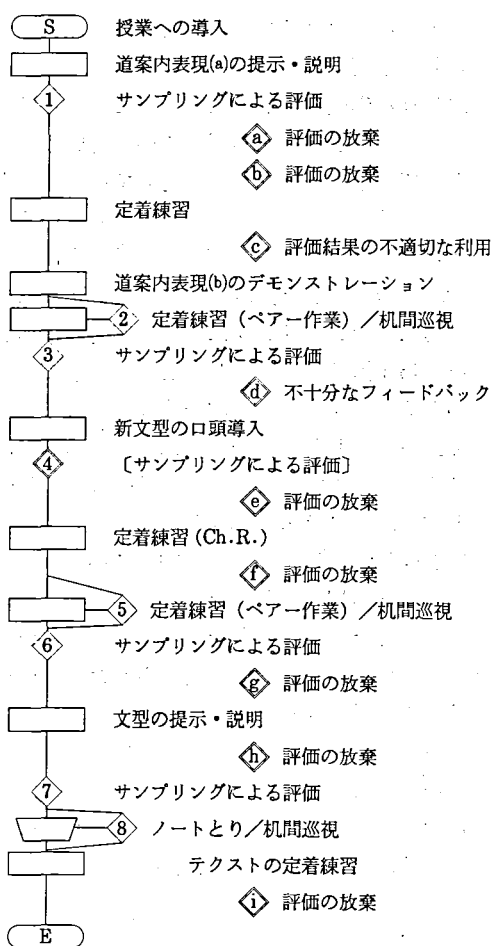 S 授業への導入
道案内表現(a)の提示・説明
1 サンプリングによる評価
a 評価の放棄
b 評価の放棄
定着練習
c 評価結果の不適切な利用
道案内表現(b)のデモンストレーション
2 定着練習(ペアー作業)/机間巡視
3 サンプリングによる評価
d 不十分なフィードバック
新文型の口頭導入
4 〔サンプリングによる評価〕
e 評価の放棄
定着練習(Ch.R.)
f 評価の放棄
5 定着練習(ペアー作業)/机間巡視
6 サンプリングによる評価
g 評価の放棄
文型の提示・説明
h 評価の放棄
7 サンプリングによる評価
8 ノートとり/机間巡視
テクストの定着練習
i 評価の放棄
E